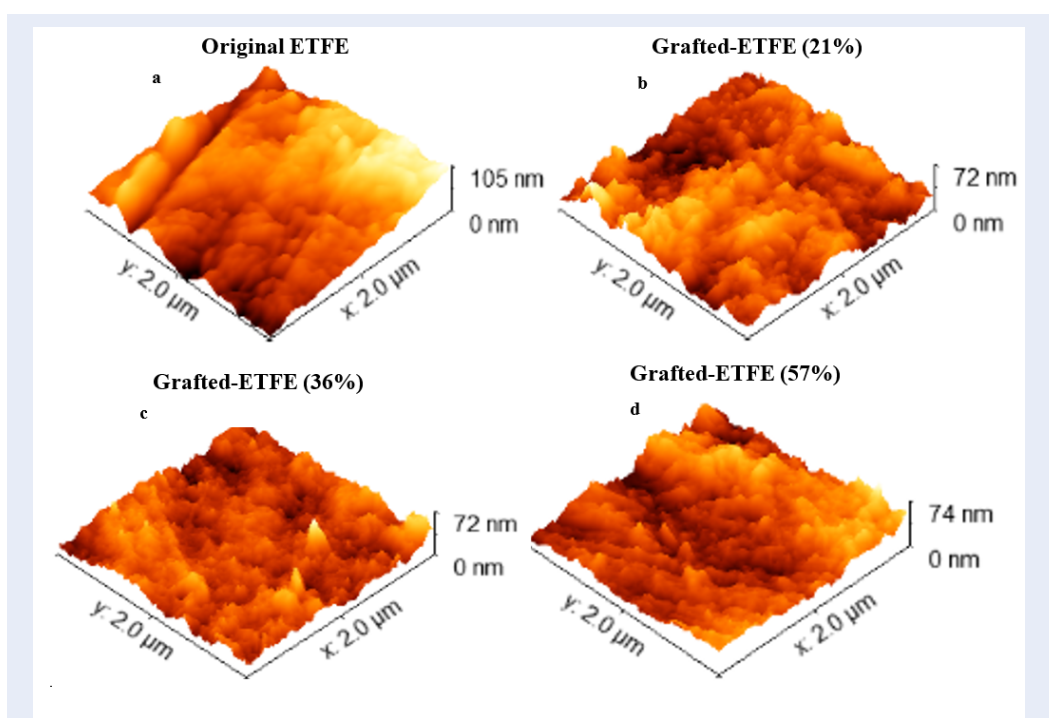 Original ETFE
Grafted-ETFE (21%)
a
b
105 nm
0 nm
72 nm
0 nm
y: 2.0 µm
x: 2.0 µm
y: 2.0 µm
x: 2.0 µm
Grafted-ETFE (36%)
Grafted-ETFE (57%)
c
d
72 nm
0 nm
74 nm
0 nm
y: 2.0 µm
x: 2.0 µm
y: 2.0 µm
x: 2.0 µm